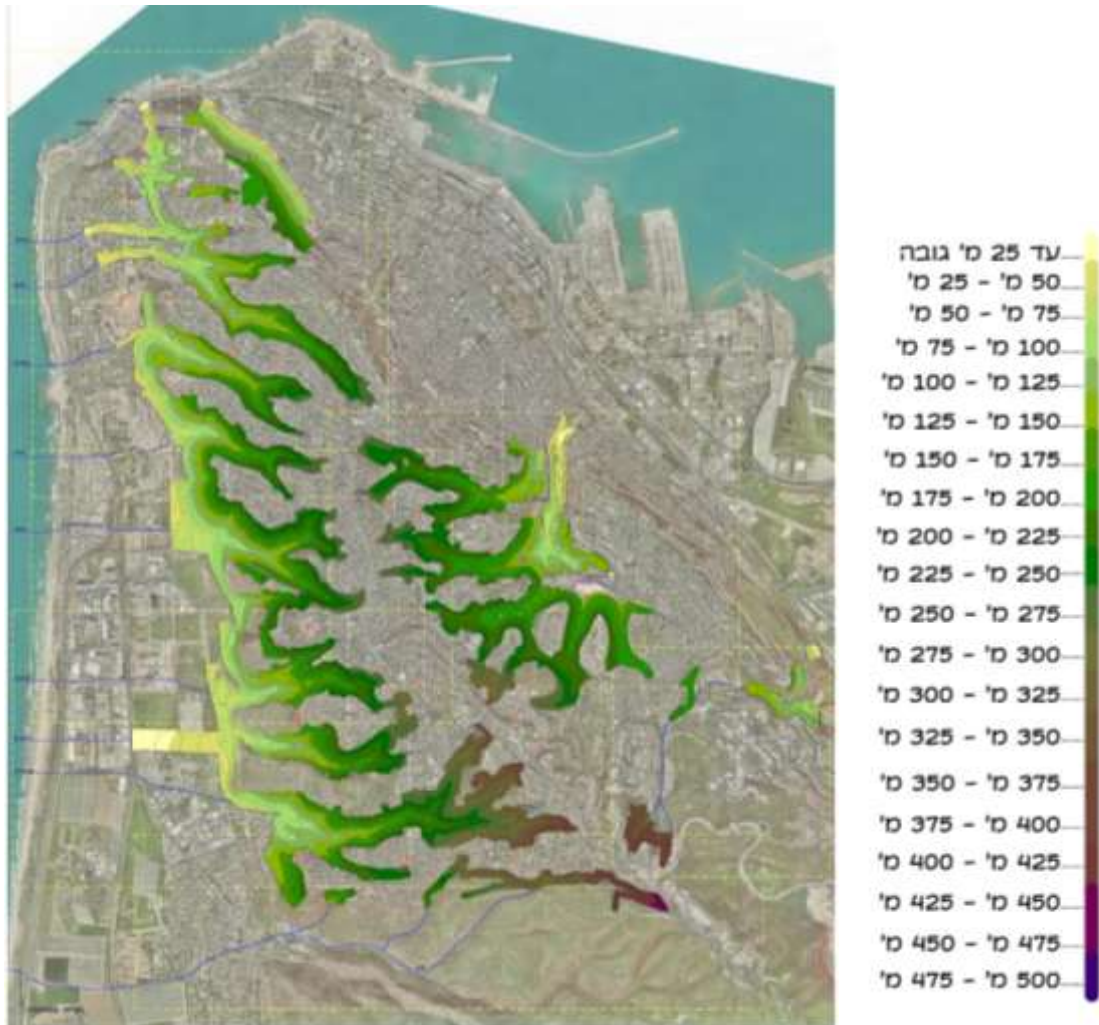 עד 25 מ' גובה
50 מ' - 25 מ'
75 מ' - 50 מ'
100 מ' - 75 מ'
125 מ' - 100 מ'
150 מ' - 125 מ'
175 מ' - 150 מ'
200 מ' - 175 מ'
225 מ' - 200 מ'
250 מ' - 225 מ'
275 מ' - 250 מ'
300 מ' - 275 מ'
325 מ' - 300 מ'
350 מ' - 325 מ'
375 מ' - 350 מ'
400 מ' - 375 מ'
425 מ' - 400 מ'
450 מ' - 425 מ'
475 מ' - 450 מ'
500 מ' - 475 מ'